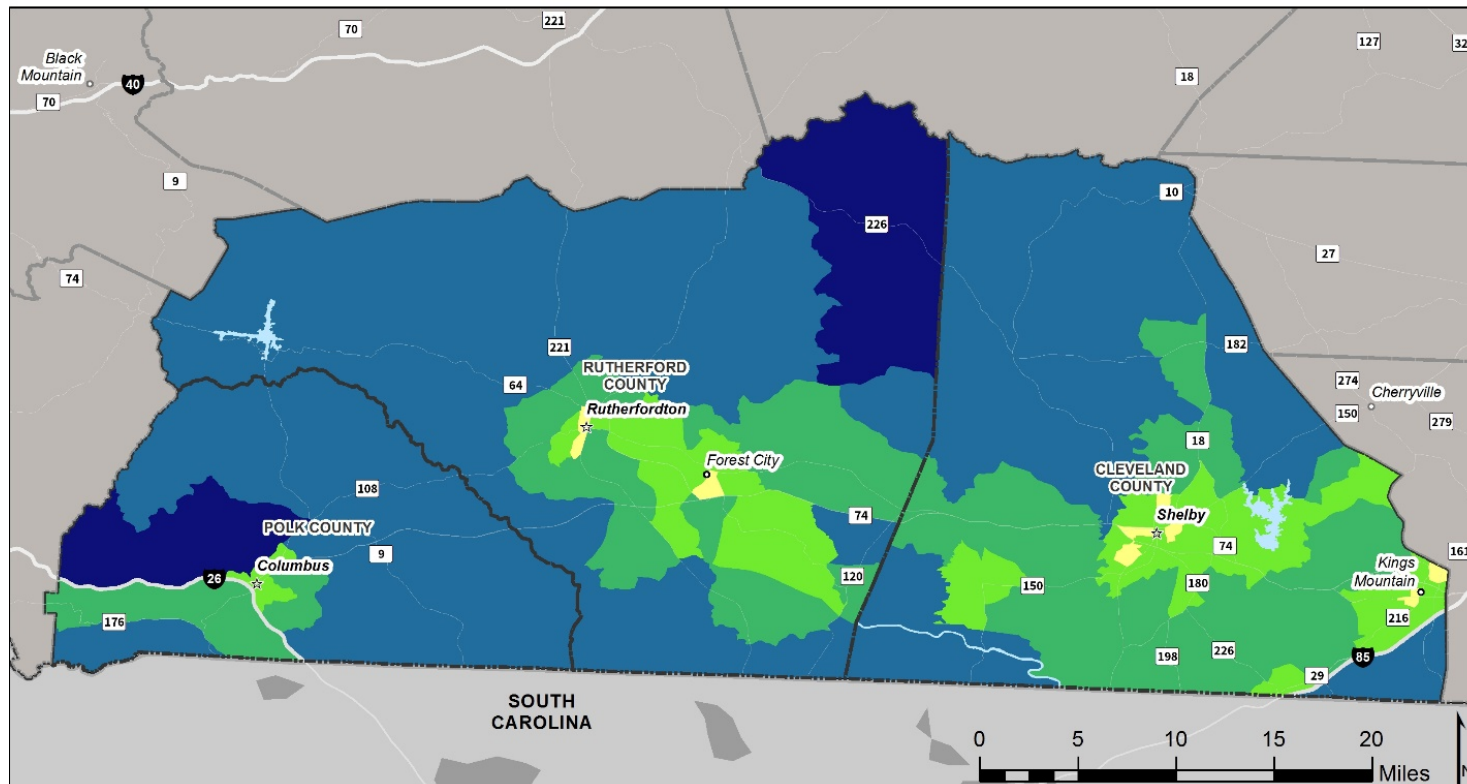 221
70
127
32
Black
Mountain
40
18
70
9
10
226
27
74
221
182
RUTHERFORD
COUNTY
64
274
Cherryville
Rutherfordton
150
279
18
Forest City
CLEVELAND
COUNTY
108
74
Shelby
POLK COUNTY
74
9
161
Columbus
26
Kings
Mountain
120
150
180
176
216
226
198
85
29
SOUTH
CAROLINA
0 5 10 15 20
Miles
N